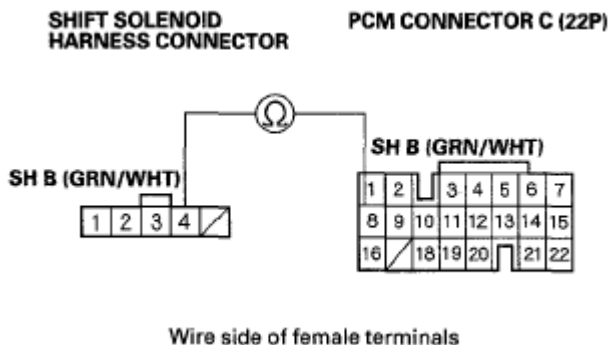 SHIFT SOLENOID
HARNESS CONNECTOR
PCM CONNECTOR C (22P)
Ω
SH B (GRN/WHT)
1 2 3 4
SH B (GRN/WHT)
1 2 3 4 5 6 7
8 9 10 11 12 13 14 15
16 18 19 20 21 22
Wire side of female terminals